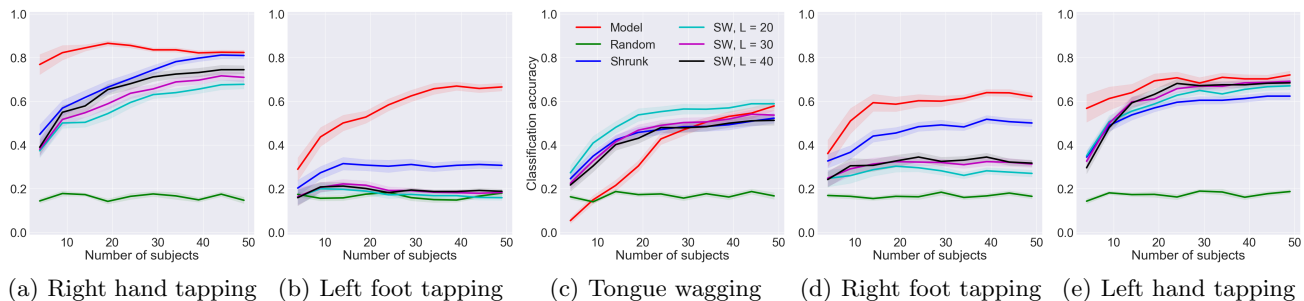 1.0
0.8
0.6
0.4
0.2
0.0
10 20 30 40 50
Number of subjects
(a) Right hand tapping
1.0
0.8
0.6
0.4
0.2
0.0
10 20 30 40 50
Number of subjects
(b) Left foot tapping
Classification accuracy
1.0
0.8
0.6
0.4
0.2
0.0
Model
Random
Shrunk
SW, L = 20
SW, L = 30
SW, L = 40
10 20 30 40 50
Number of subjects
(c) Tongue wagging
1.0
0.8
0.6
0.4
0.2
0.0
10 20 30 40 50
Number of subjects
(d) Right foot tapping
1.0
0.8
0.6
0.4
0.2
0.0
10 20 30 40 50
Number of subjects
(e) Left hand tapping